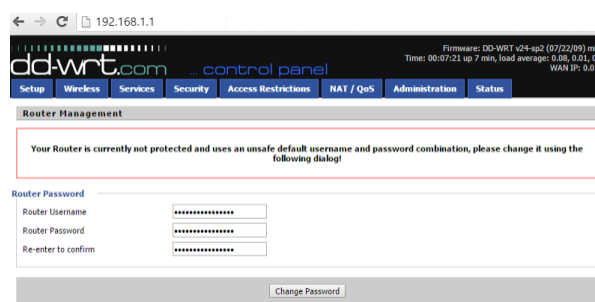 192.168.1.1
dd-wrt.com ... control panel
Firmware: DD-WRT v24-sp2 (07/22/09)
Time: 00:07:21 up 7 min, load average: 0.08, 0.01,
WAN IP: 0.0
Setup Wireless Services Security Access Restrictions NAT / QoS Administration Status
Router Management
Your Router is currently not protected and uses an unsafe default username and password combination, please change it using the
following dialog!
Router Password
Router Username ••••••••••••••••
Router Password ••••••••••••••••
Re-enter to confirm ••••••••••••••••
Change Password